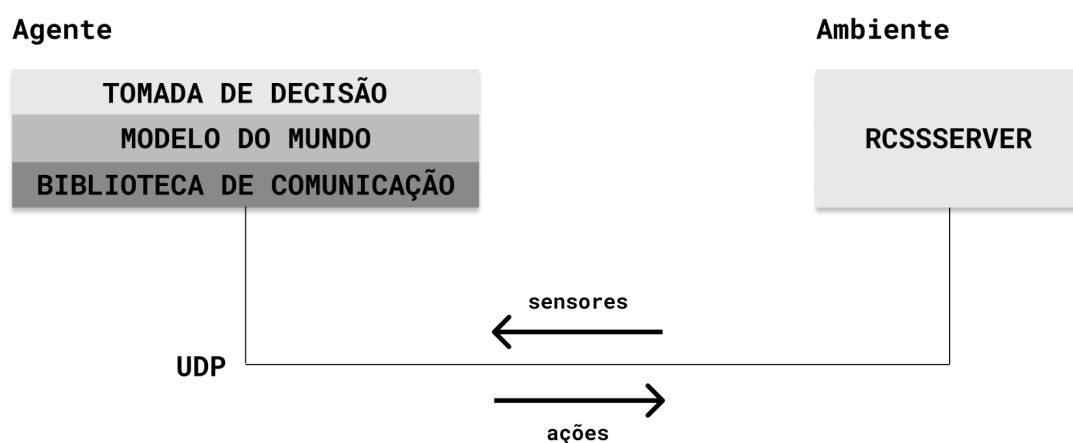 Agente
Ambiente
TOMADA DE DECISÃO
MODELO DO MUNDO
BIBLIOTECA DE COMUNICAÇÃO
RCSSSERVER
sensores
UDP
ações